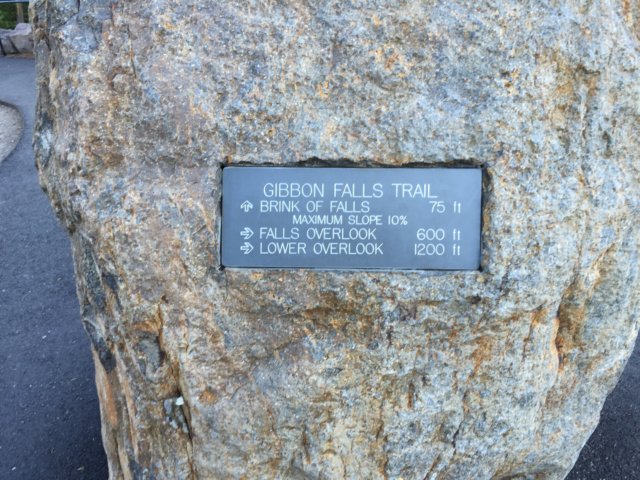 GIBBON FALLS TRAIL
⇧ BRINK OF FALLS 75 ft
MAXIMUM SLOPE 10%
⇨ FALLS OVERLOOK 600 ft
⇨ LOWER OVERLOOK 1200 ft